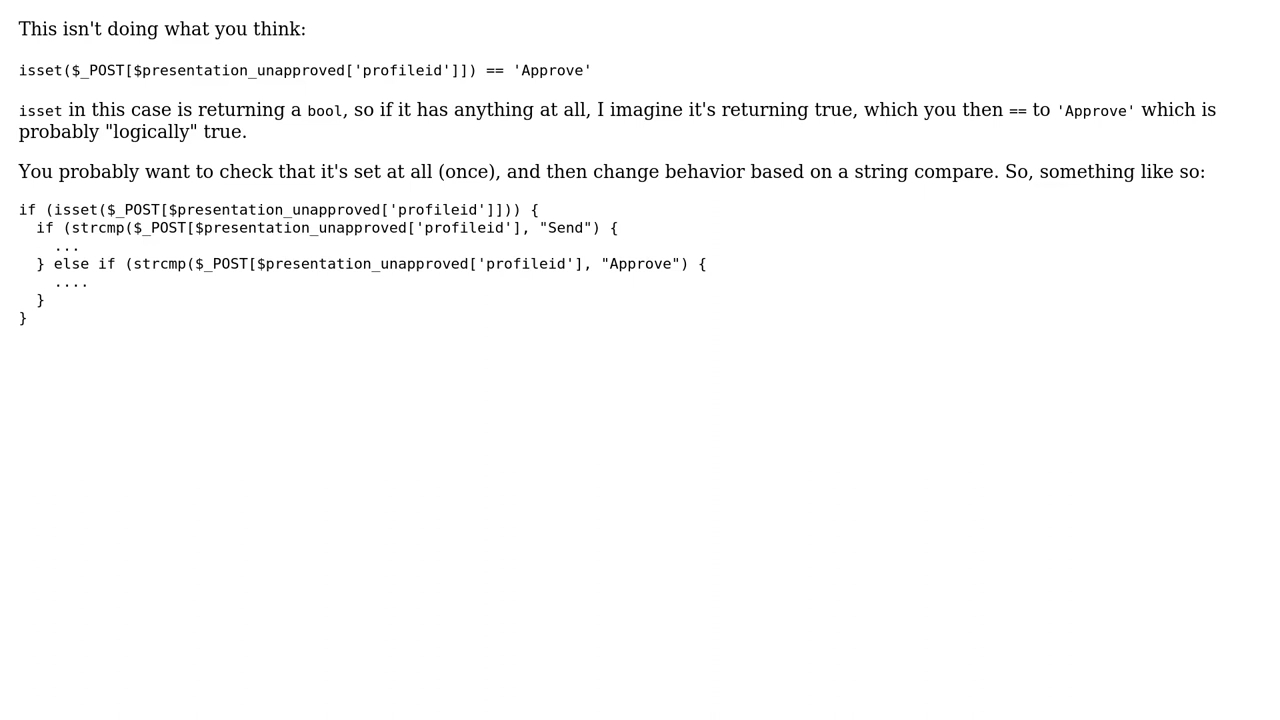 This isn't doing what you think:
isset($_POST[$presentation_unapproved['profileid']]) == 'Approve'
isset in this case is returning a bool, so if it has anything at all, I imagine it's returning true, which you then == to 'Approve' which is
probably "logically" true.
You probably want to check that it's set at all (once), and then change behavior based on a string compare. So, something like so:
if (isset($_POST[$presentation_unapproved['profileid']])) {
  if (strcmp($_POST[$presentation_unapproved['profileid'], "Send") {
    ...
  } else if (strcmp($_POST[$presentation_unapproved['profileid'], "Approve") {
    ....
  }
}